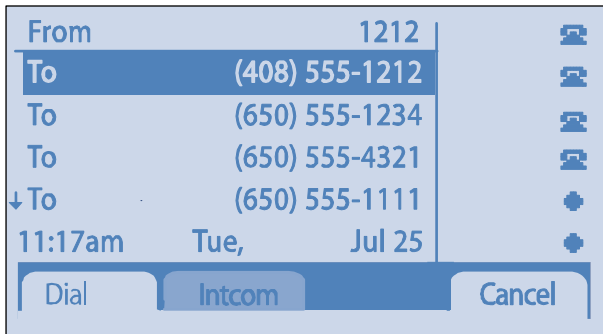 From 1212
To (408) 555-1212
To (650) 555-1234
To (650) 555-4321
To (650) 555-1111
11:17am Tue, Jul 25
Dial Intcom Cancel